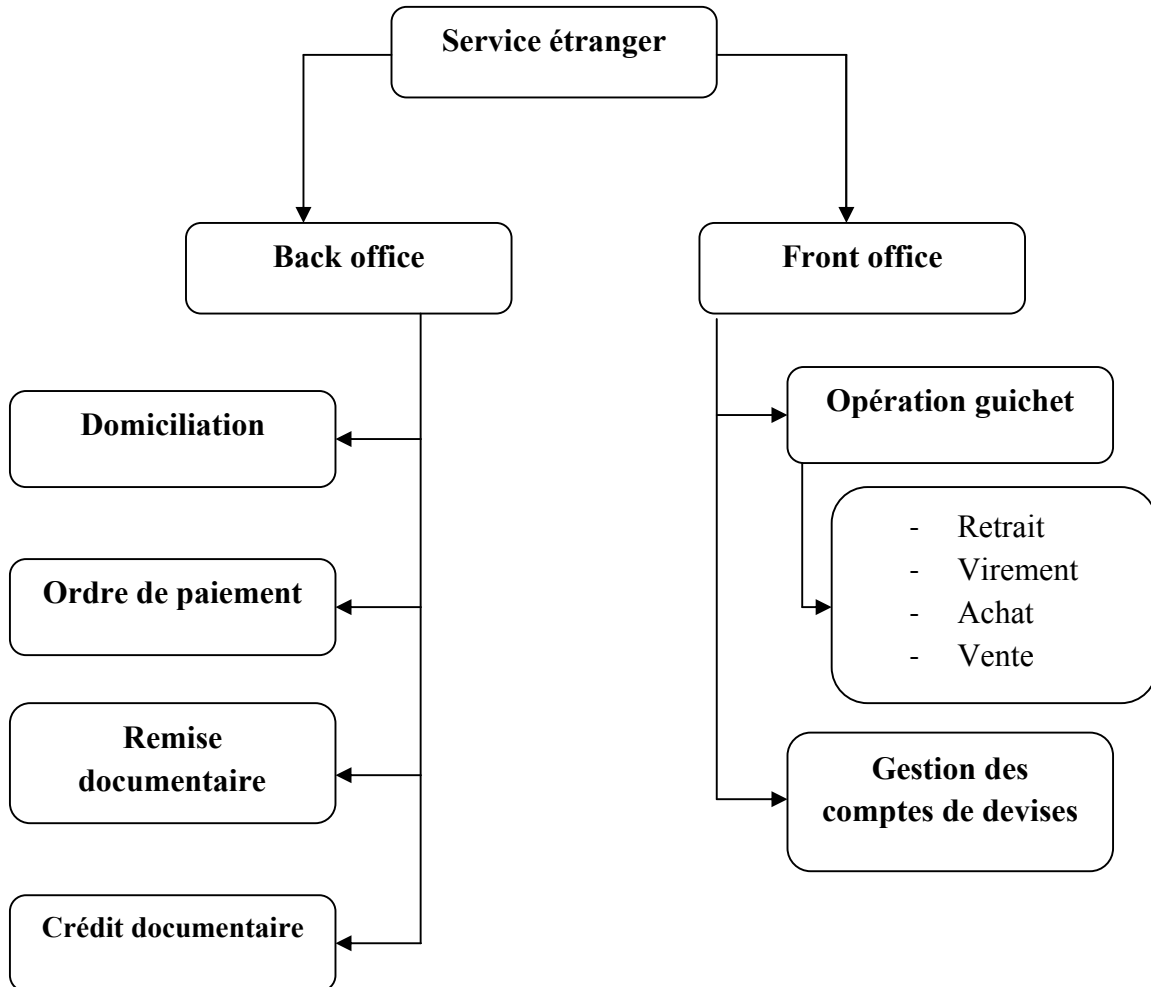 Service étranger
Back office
Front office
Domiciliation
Ordre de paiement
Remise
documentaire
Crédit documentaire
Opération guichet
- Retrait
- Virement
- Achat
- Vente
Gestion des
comptes de devises